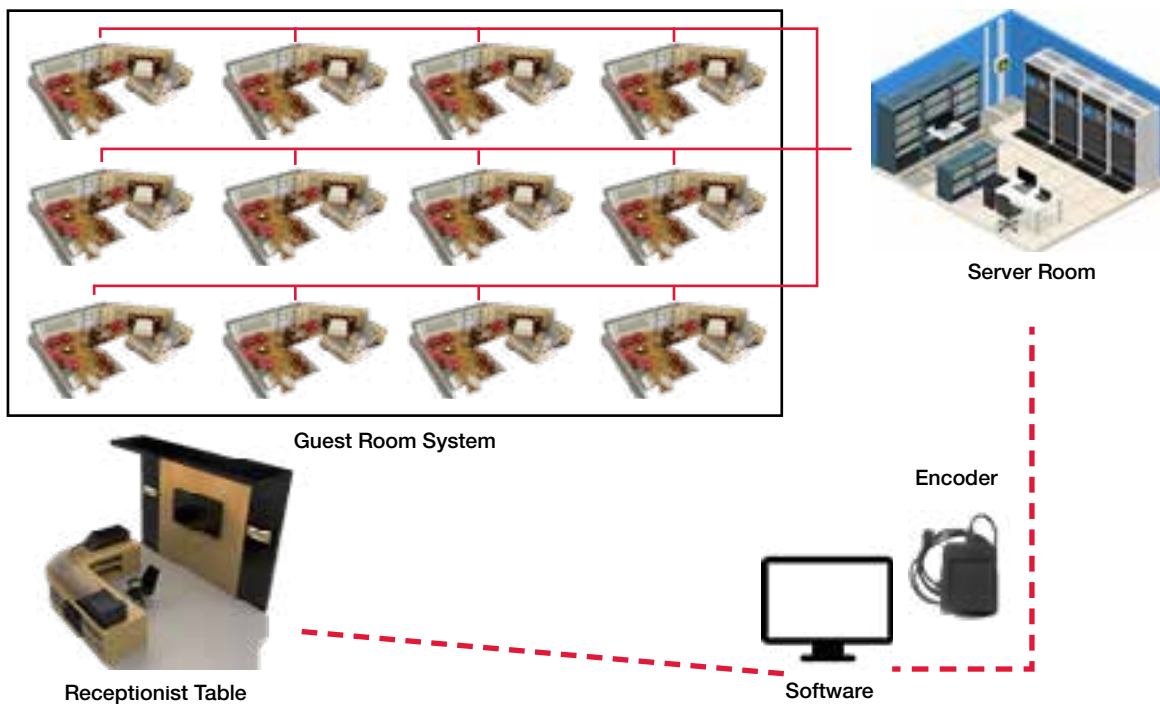 Server Room
Guest Room System
Encoder
Software
Receptionist Table